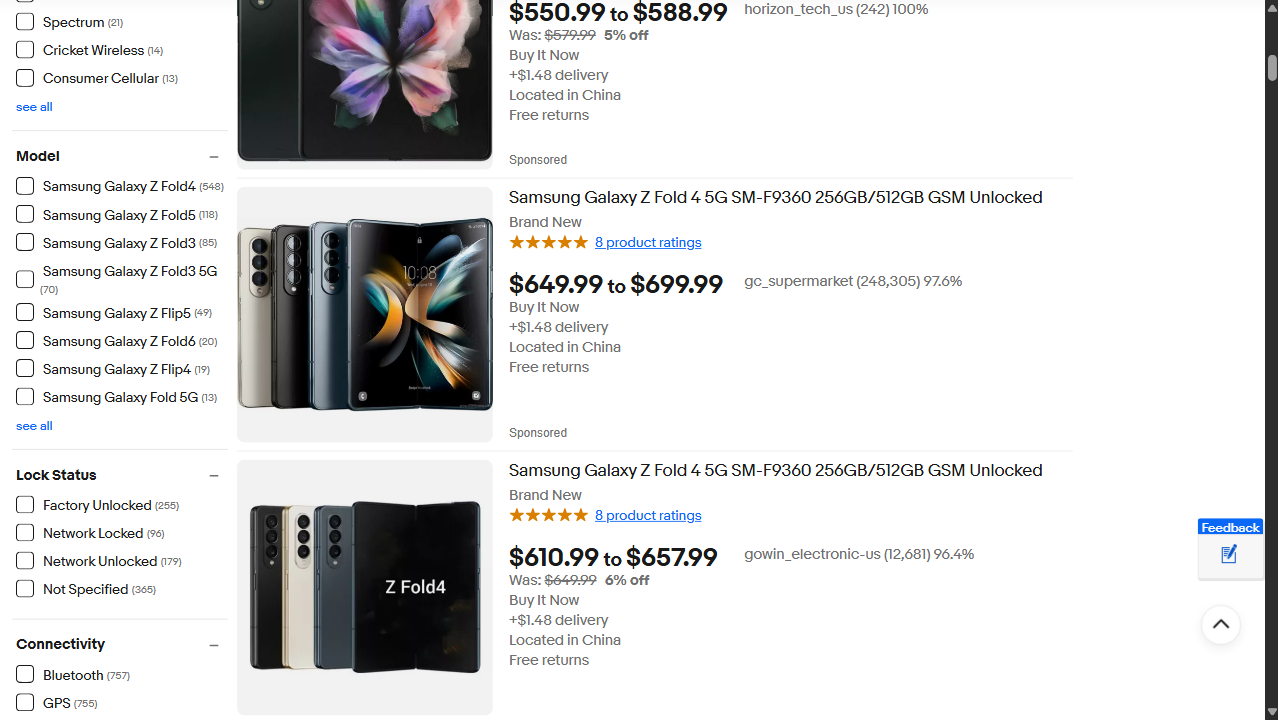 Spectrum (21)
Cricket Wireless (14)
Consumer Cellular (13)
see all
Model
Samsung Galaxy Z Fold4 (548)
Samsung Galaxy Z Fold5 (118)
Samsung Galaxy Z Fold3 (85)
Samsung Galaxy Z Fold3 5G
(70)
Samsung Galaxy Z Flip5 (49)
Samsung Galaxy Z Fold6 (20)
Samsung Galaxy Z Flip4 (19)
Samsung Galaxy Fold 5G (13)
see all
Lock Status
Factory Unlocked (255)
Network Locked (96)
Network Unlocked (179)
Not Specified (365)
Connectivity
Bluetooth (757)
GPS (755)
$550.99 to $588.99
horizon_tech_us (242) 100%
Was: $579.99 5% off
Buy It Now
+$1.48 delivery
Located in China
Free returns
Sponsored
Samsung Galaxy Z Fold 4 5G SM-F9360 256GB/512GB GSM Unlocked
Brand New
8 product ratings
$649.99 to $699.99
gc_supermarket (248,305) 97.6%
Buy It Now
+$1.48 delivery
Located in China
Free returns
Sponsored
10:08
Samsung Galaxy Z Fold 4 5G SM-F9360 256GB/512GB GSM Unlocked
Brand New
8 product ratings
$610.99 to $657.99
gowin_electronic-us (12,681) 96.4%
Was: $649.99 6% off
Buy It Now
+$1.48 delivery
Located in China
Free returns
Z Fold4
Feedback